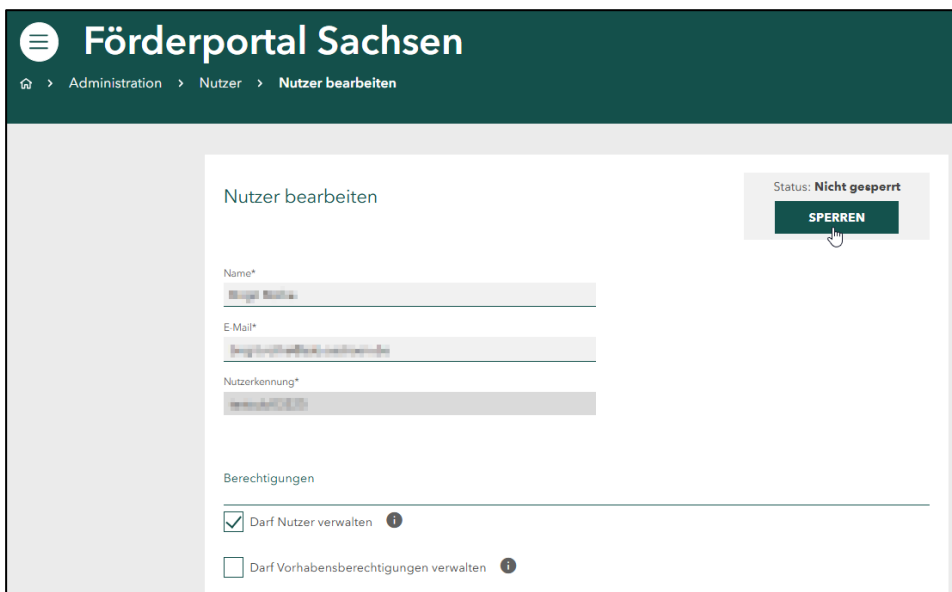 Förderportal Sachsen
Administration > Nutzer > Nutzer bearbeiten
Nutzer bearbeiten
Status: Nicht gesperrt
SPERREN
Name*
E-Mail*
Nutzerkennung*
Berechtigungen
Darf Nutzer verwalten
Darf Vorhabensberechtigungen verwalten